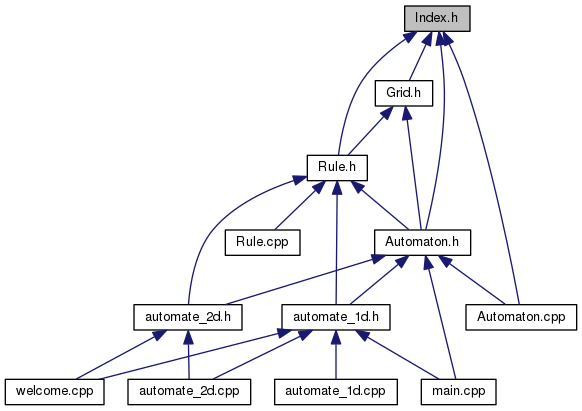 Index.h
Grid.h
Rule.h
Rule.cpp
Automaton.h
automate_2d.h
automate_1d.h
Automaton.cpp
welcome.cpp
automate_2d.cpp
automate_1d.cpp
main.cpp